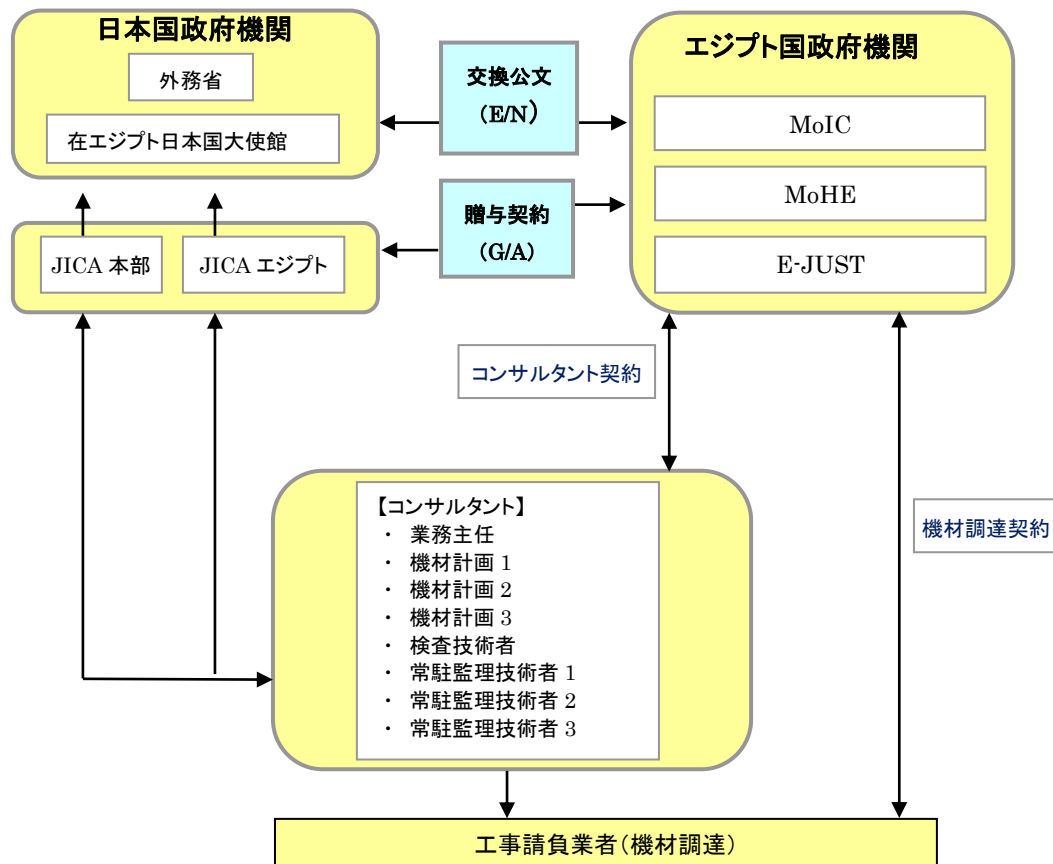 日本国政府機関
外務省
在エジプト日本国大使館
交換公文
(E/N)
エジプト国政府機関
MoIC
MoHE
E-JUST
贈与契約
(G/A)
JICA 本部
JICA エジプト
コンサルタント契約
機材調達契約
【コンサルタント】
・ 業務主任
・ 機材計画 1
・ 機材計画 2
・ 機材計画 3
・ 検査技術者
・ 常駐監理技術者 1
・ 常駐監理技術者 2
・ 常駐監理技術者 3
工事請負業者(機材調達)